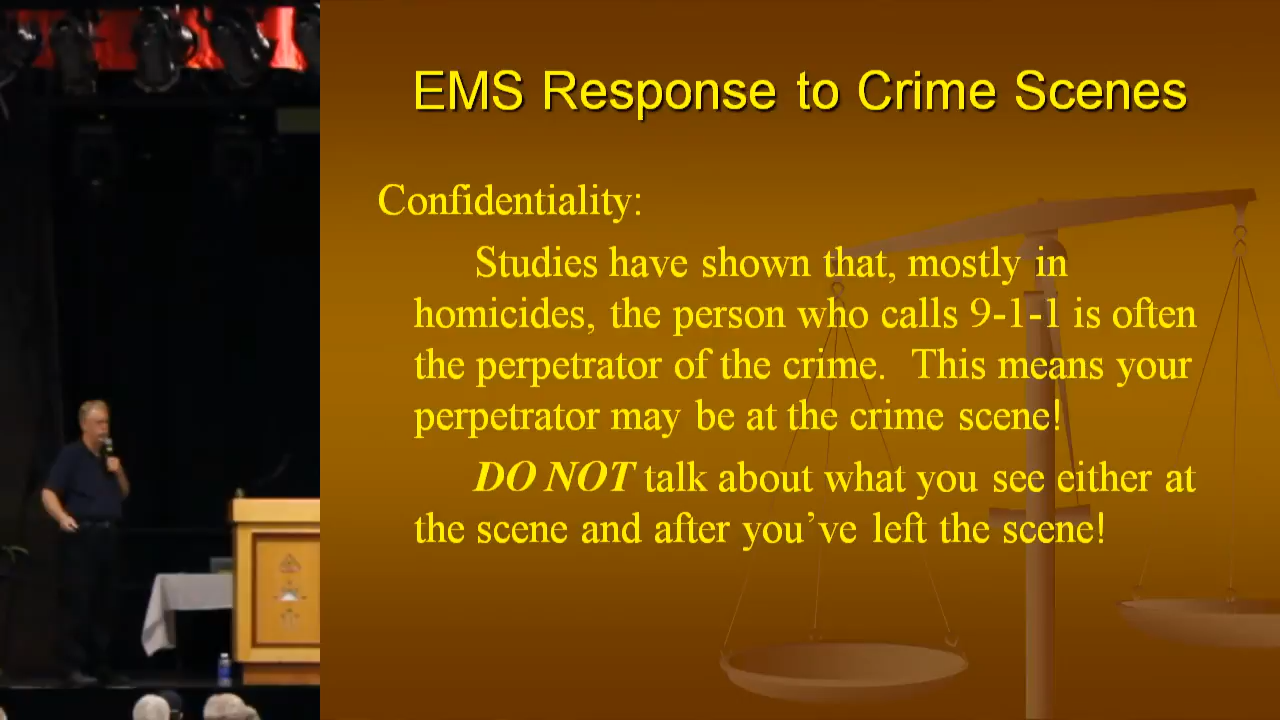 EMS Response to Crime Scenes
Confidentiality:
Studies have shown that, mostly in
homicides, the person who calls 9-1-1 is often
the perpetrator of the crime.  This means your
perpetrator may be at the crime scene!
DO NOT talk about what you see either at
the scene and after you’ve left the scene!